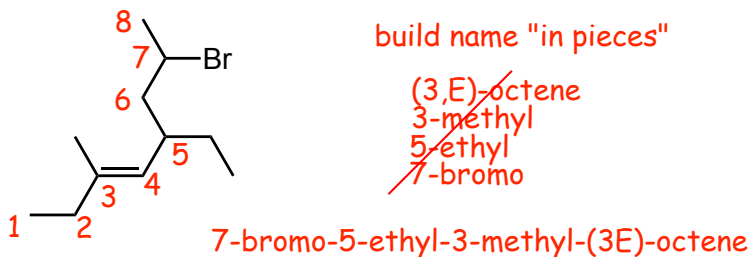 8
7
Br
6
5
4
3
2
1
build name "in pieces"
(3,E)-octene
3-methyl
5-ethyl
7-bromo
7-bromo-5-ethyl-3-methyl-(3E)-octene